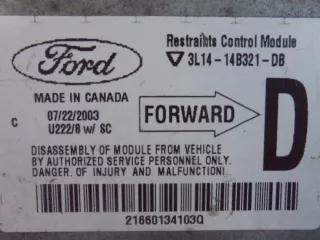 Ford
Restraints Control Module
3L14-14B321-DB
MADE IN CANADA
C
07/22/2003
U222/8 w/ SC
FORWARD
D
DISASSEMBLY OF MODULE FROM VEHICLE
BY AUTHORIZED SERVICE PERSONNEL ONLY.
DANGER. OF INJURY AND MALFUNCTION!
21660134103Q